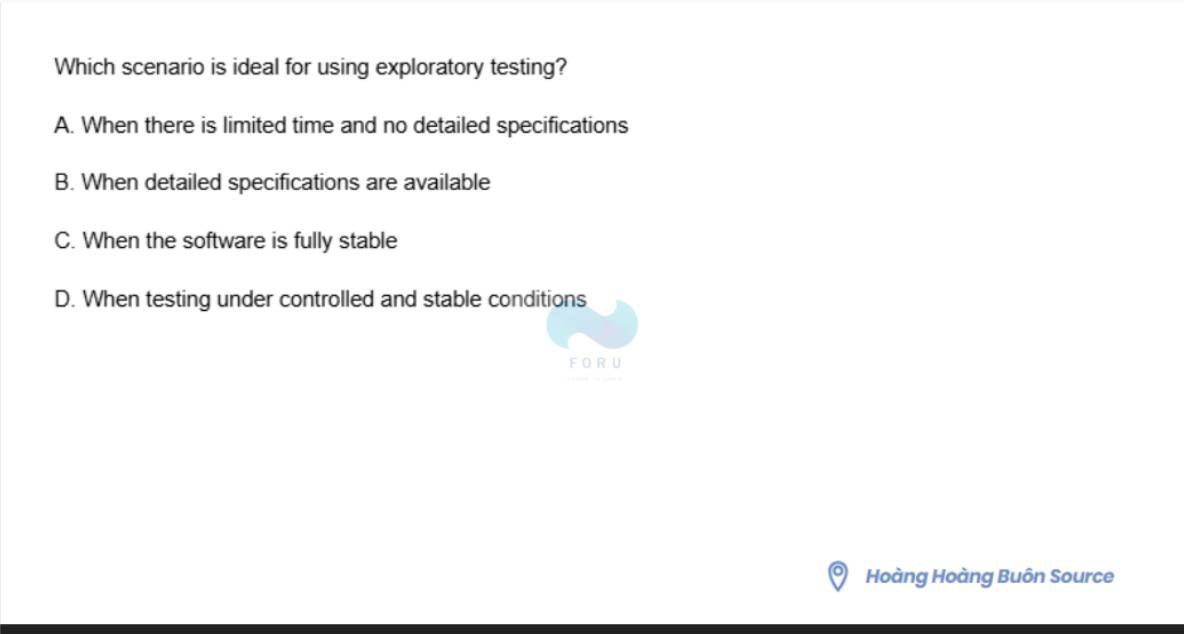 Which scenario is ideal for using exploratory testing?
A. When there is limited time and no detailed specifications
B. When detailed specifications are available
C. When the software is fully stable
D. When testing under controlled and stable conditions
FORU
Hoàng Hoàng Buôn Source